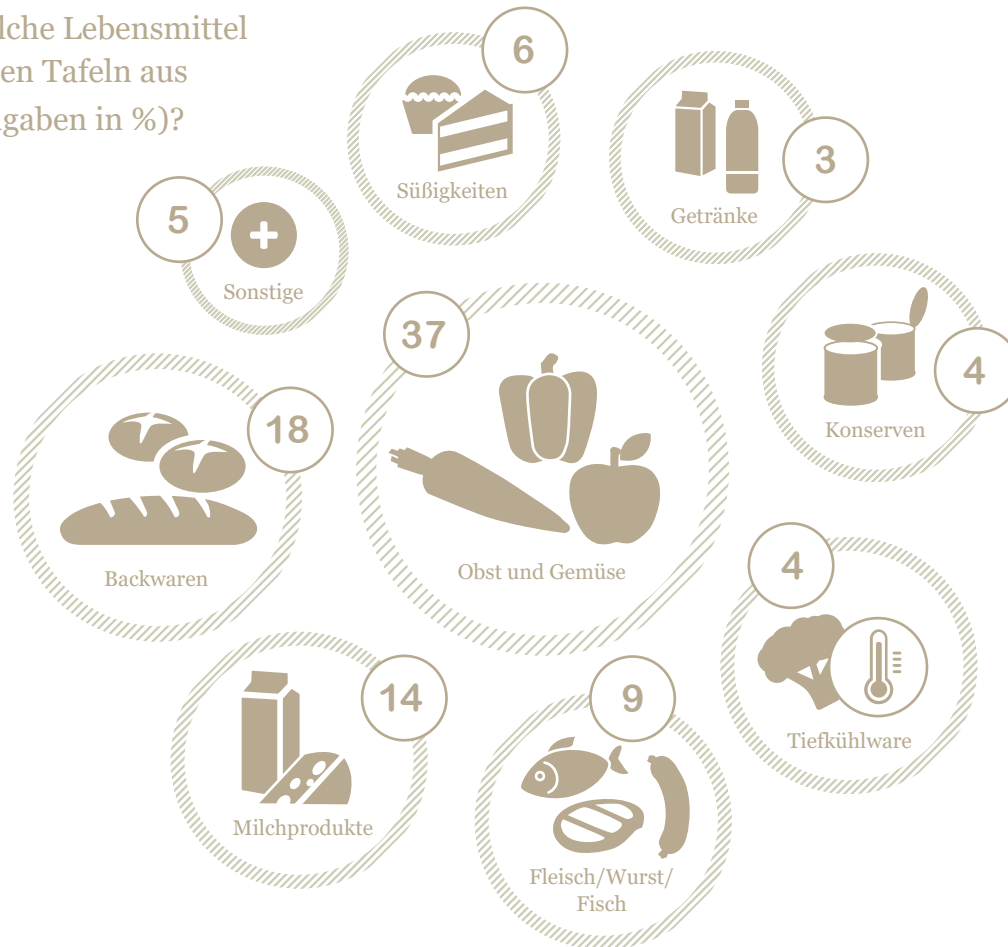 lche Lebensmittel
en Tafeln aus
gaben in %)?
6
Süßigkeiten
3
Getränke
5
Sonstige
37
Obst und Gemüse
4
Konserven
18
Backwaren
4
Tiefkühlware
14
Milchprodukte
9
Fleisch/Wurst/
Fisch